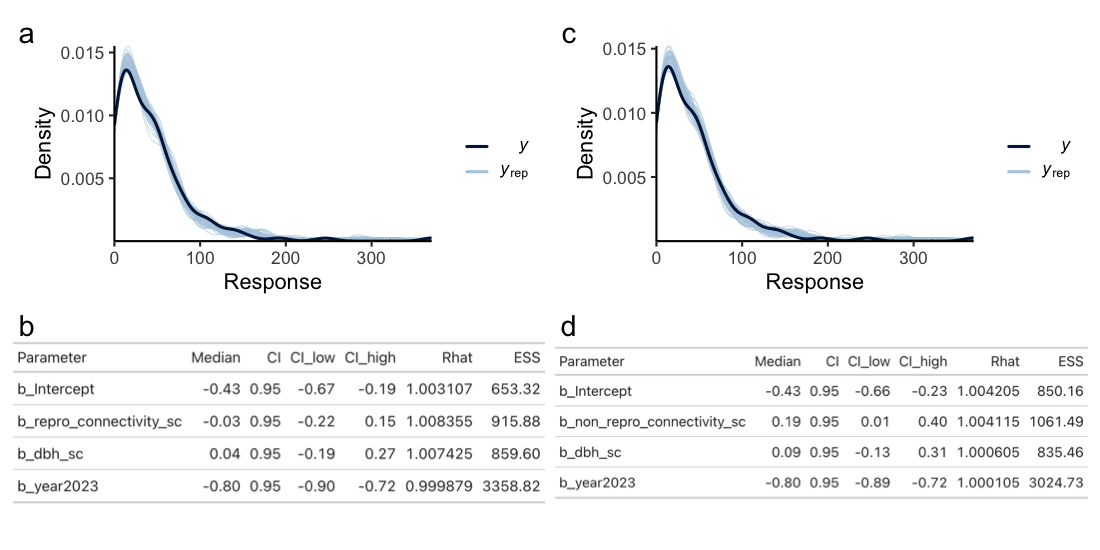 a
0.015
0.010
0.005
Density
0 100 200 300
Response
y
yrep
b
Parameter Median CI CI_low CI_high Rhat ESS
b_Intercept -0.43 0.95 -0.67 -0.19 1.003107 653.32
b_repro_connectivity_sc -0.03 0.95 -0.22 0.15 1.008355 915.88
b_dbh_sc 0.04 0.95 -0.19 0.27 1.007425 859.60
b_year2023 -0.80 0.95 -0.90 -0.72 0.999879 3358.82
c
0.015
0.010
0.005
Density
0 100 200 300
Response
y
yrep
d
Parameter Median CI CI_low CI_high Rhat ESS
b_Intercept -0.43 0.95 -0.66 -0.23 1.004205 850.16
b_non_repro_connectivity_sc 0.19 0.95 0.01 0.40 1.004115 1061.49
b_dbh_sc 0.09 0.95 -0.13 0.31 1.000605 835.46
b_year2023 -0.80 0.95 -0.89 -0.72 1.000105 3024.73